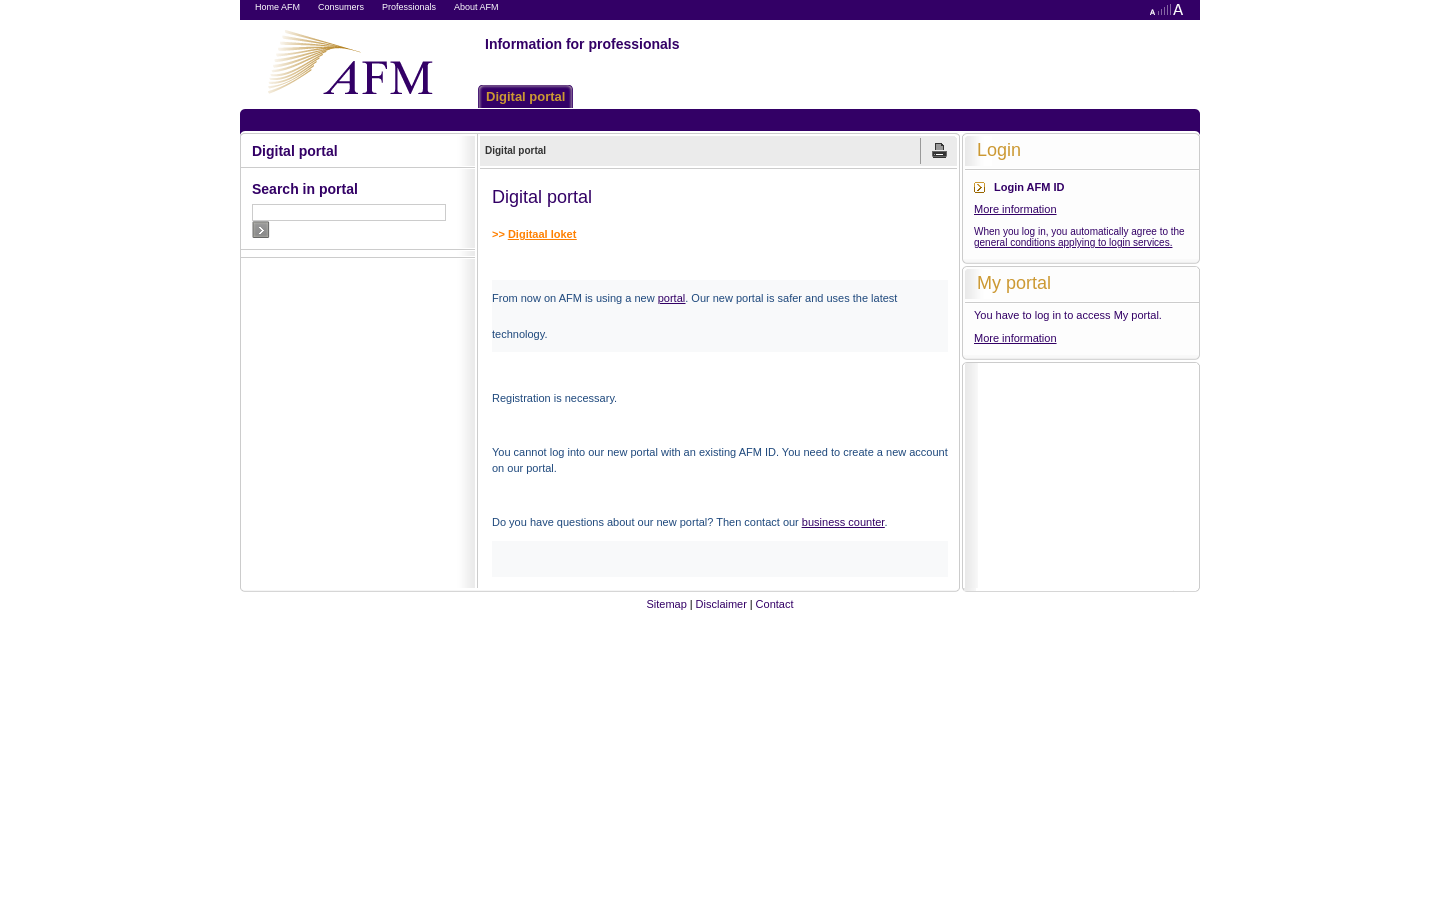 Home AFM Consumers Professionals About AFM A A
AFM
Information for professionals
Digital portal
Digital portal
Search in portal
Digital portal
Digital portal
>> Digitaal loket
From now on AFM is using a new portal. Our new portal is safer and uses the latest
technology.
Registration is necessary.
You cannot log into our new portal with an existing AFM ID. You need to create a new account
on our portal.
Do you have questions about our new portal? Then contact our business counter.
Login
Login AFM ID
More information
When you log in, you automatically agree to the
general conditions applying to login services.
My portal
You have to log in to access My portal.
More information
Sitemap | Disclaimer | Contact